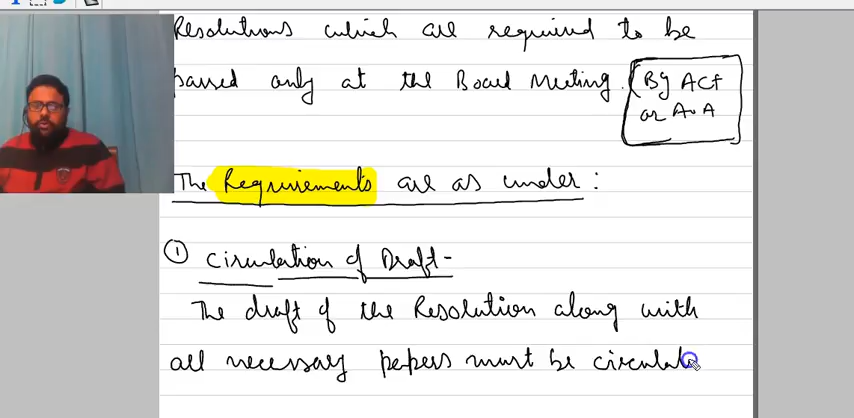 Resolutions which are required to be
passed only at the Board Meeting. (By ACT
or AoA
The Requirements are as under:
① Circulation of Draft-
The draft of the Resolution along with
all necessary papers must be circulate